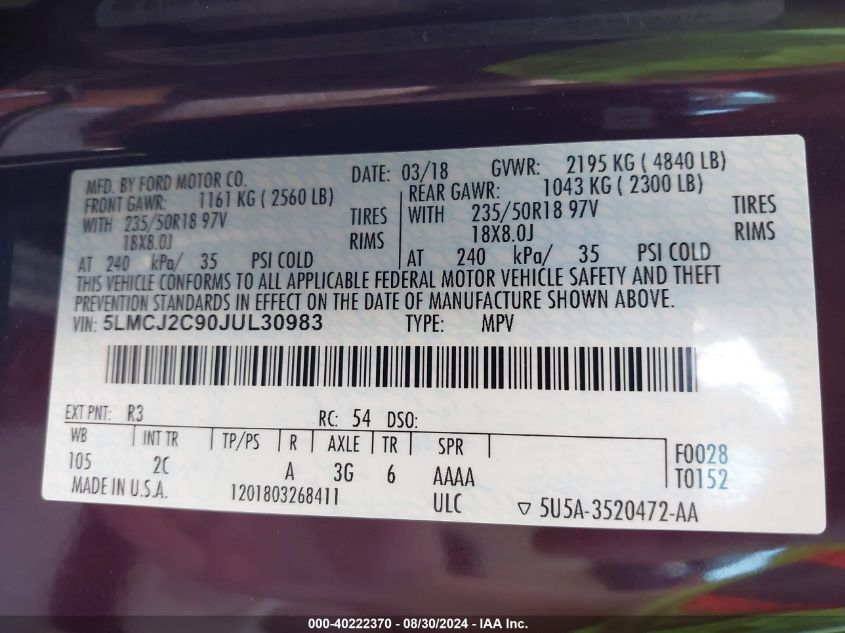 MFD. BY FORD MOTOR CO. DATE: 03/18 GVWR: 2195 KG ( 4840 LB)
FRONT GAWR: 1161 KG ( 2560 LB) REAR GAWR: 1043 KG ( 2300 LB)
WITH 235/50R18 97V TIRES WITH 235/50R18 97V TIRES
18X8.0J RIMS 18X8.0J RIMS
AT 240 kPa/ 35 PSI COLD AT 240 kPa/ 35 PSI COLD
THIS VEHICLE CONFORMS TO ALL APPLICABLE FEDERAL MOTOR VEHICLE SAFETY AND THEFT
PREVENTION STANDARDS IN EFFECT ON THE DATE OF MANUFACTURE SHOWN ABOVE.
VIN: 5LMCJ2C90JUL30983 TYPE: MPV
EXT PNT: R3 RC: 54 DSO:
WB INT TR TP/PS R AXLE TR SPR F0028
105 2C A 3G 6 AAAA T0152
MADE IN U.S.A. 1201803268411 ULC ▽ 5U5A-3520472-AA
000-40222370 - 08/30/2024 - IAA Inc.